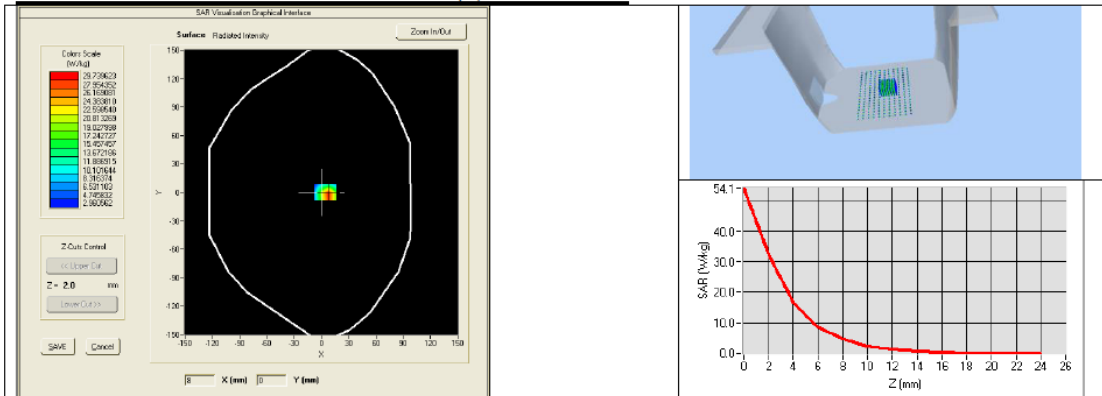 SAR Visualisation Graphical Interface
Surface Radiated Intensity
Zoom In/Out
Colors Scale
(W/kg)
29.739623
27.954352
26.169081
24.383810
22.598540
20.813269
19.027998
17.242727
15.457457
13.672186
11.886915
10.101644
8.316374
6.531103
4.745832
2.960562
Z-Cuts Control
<< Upper Cut
Z = 2.0 mm
Lower Cut >>
SAVE Cancel
150
120
90
60
30
0
-30
-60
-90
-120
-150
Y
-150 -120 -90 -60 -30 0 30 60 90 120 150
X
8 X (mm) 0 Y (mm)
54.1
40.0
30.0
20.0
10.0
0.0
SAR (W/kg)
0 2 4 6 8 10 12 14 16 18 20 22 24 26
Z (mm)